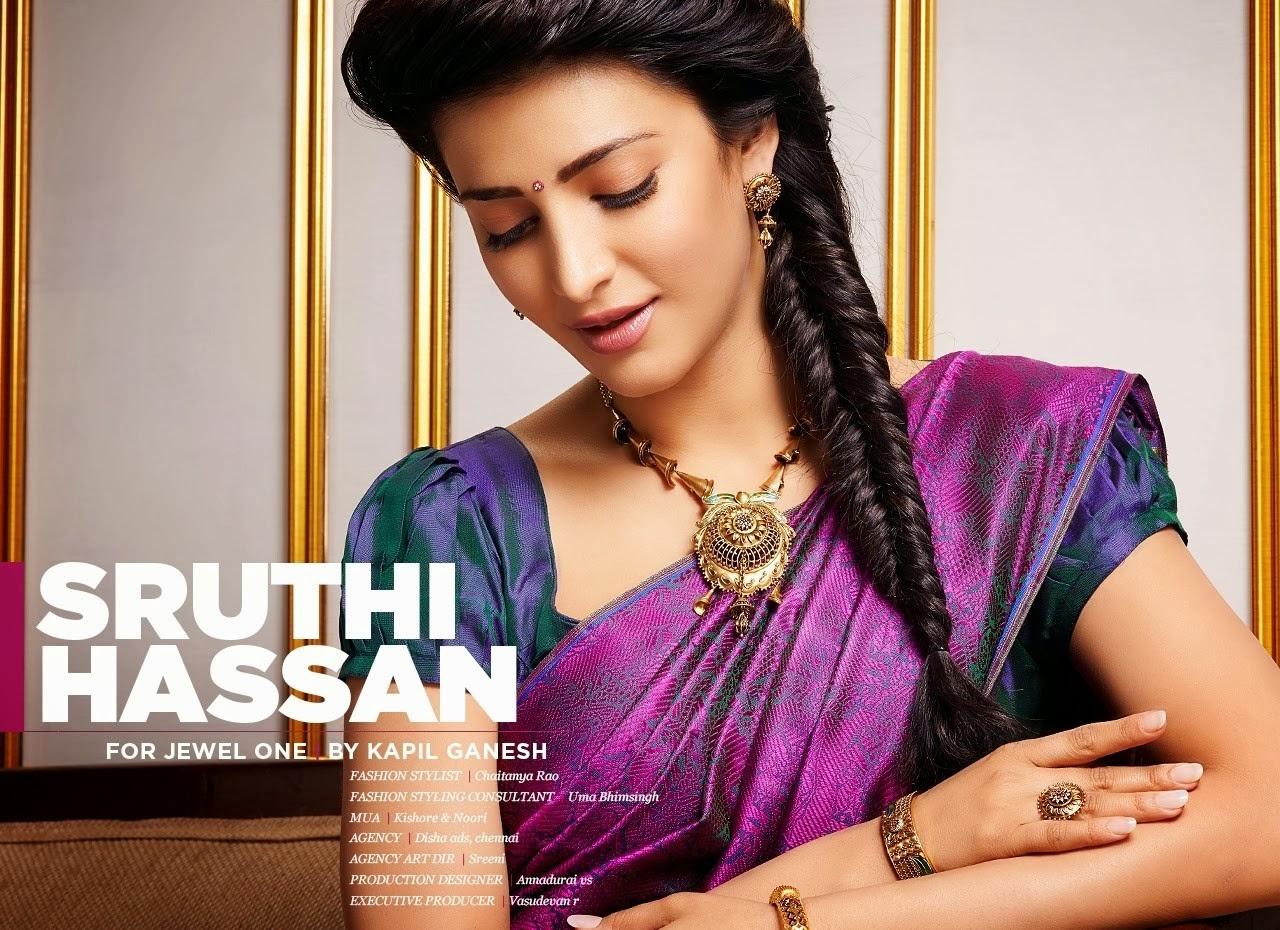 SRUTHI
HASSAN
FOR JEWEL ONE | BY KAPIL GANESH
FASHION STYLIST | Chaitanya Rao
FASHION STYLING CONSULTANT Uma Bhimsingh
MUA | Kishore & Noori
AGENCY | Disha ads, chennai
AGENCY ART DIR | Sreeni
PRODUCTION DESIGNER | Annadurai vs
EXECUTIVE PRODUCER | Vasudevan r